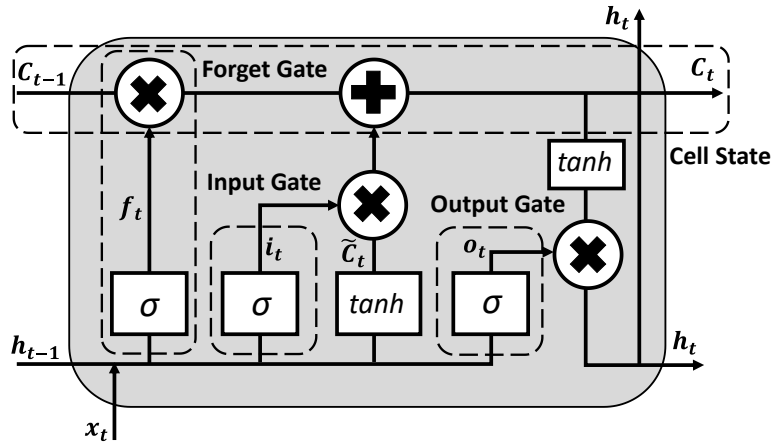 h_t
C_{t-1}
Forget Gate
C_t
tanh
Cell State
Input Gate
Output Gate
f_t
i_t
C̃_t
o_t
σ
σ
tanh
σ
h_{t-1}
h_t
x_t